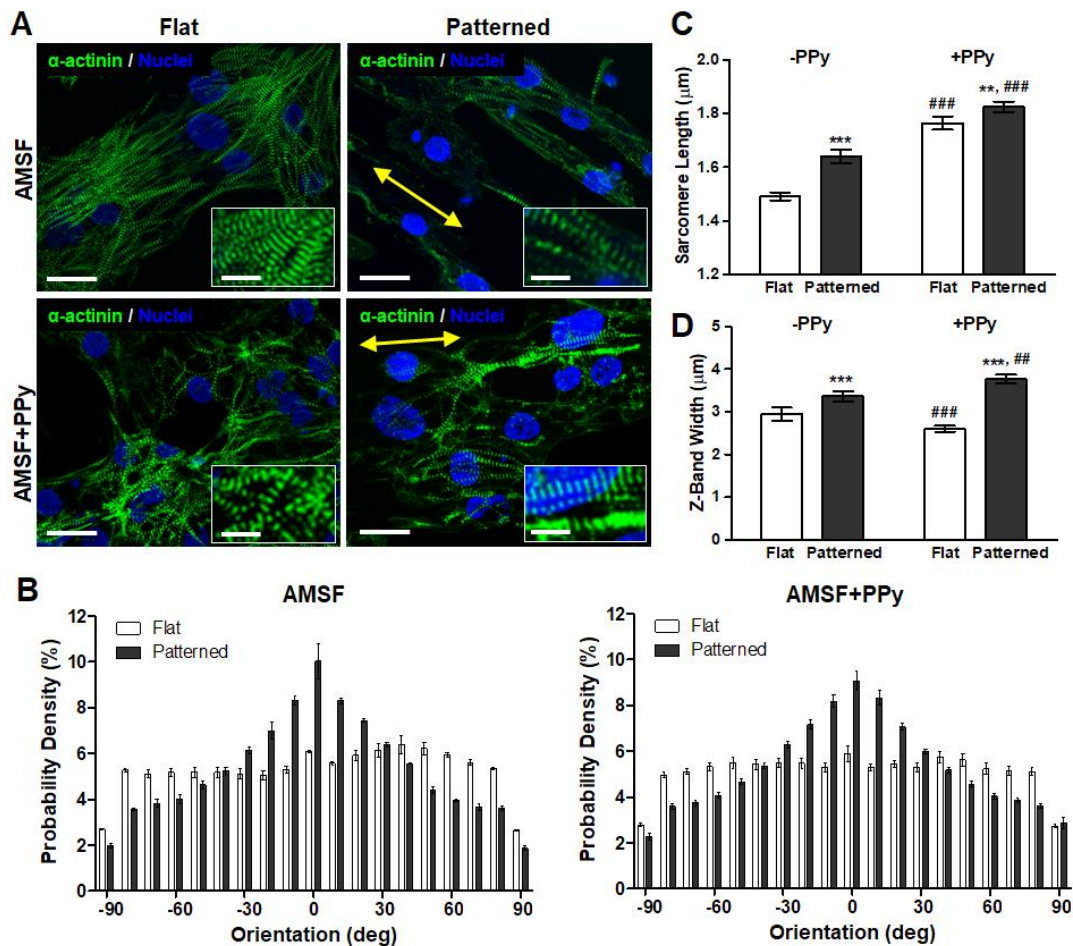 A
Flat
Patterned
AMSF
α-actinin / Nuclei
α-actinin / Nuclei
AMSF+PPy
α-actinin / Nuclei
α-actinin / Nuclei
B
AMSF
Probability Density (%)
12
10
8
6
4
2
0
Flat
Patterned
-90
-60
-30
0
30
60
90
Orientation (deg)
AMSF+PPy
Probability Density (%)
12
10
8
6
4
2
0
Flat
Patterned
-90
-60
-30
0
30
60
90
Orientation (deg)
C
Sarcomere Length (μm)
2.0
1.8
1.6
1.4
1.2
-PPy
+PPy
***
###
**, ###
Flat
Patterned
Flat
Patterned
D
Z-Band Width (μm)
5
4
3
2
1
0
-PPy
+PPy
***
###
***, ##
Flat
Patterned
Flat
Patterned